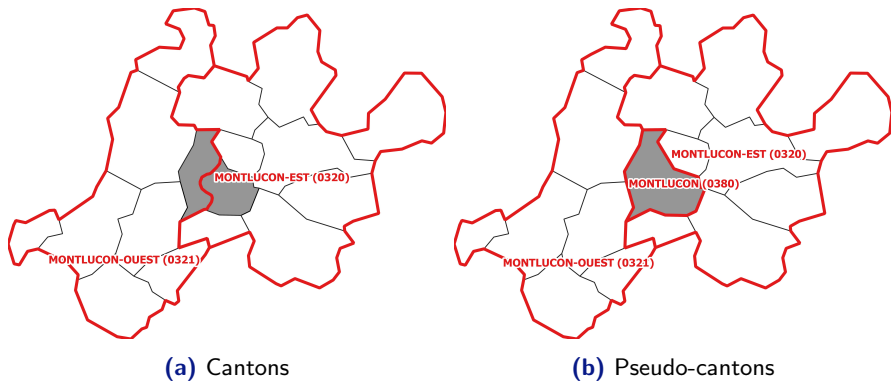 MONTLUCON-EST (0320)
MONTLUCON-OUEST (0321)
(a) Cantons
MONTLUCON-EST (0320)
MONTLUCON (0380)
MONTLUCON-OUEST (0321)
(b) Pseudo-cantons